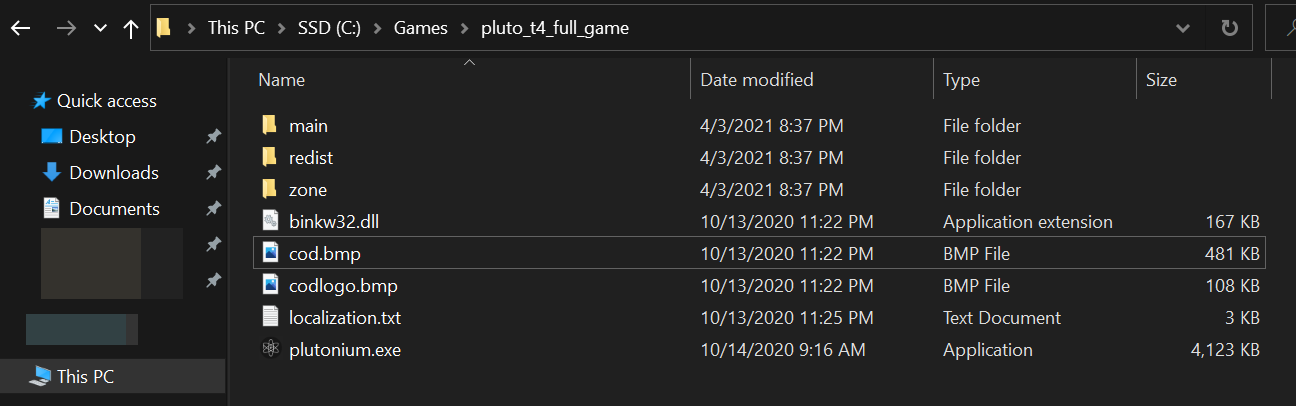 This PC > SSD (C:) > Games > pluto_t4_full_game
Name Date modified Type Size
Quick access
Desktop
Downloads
Documents
This PC
main 4/3/2021 8:37 PM File folder
redist 4/3/2021 8:37 PM File folder
zone 4/3/2021 8:37 PM File folder
binkw32.dll 10/13/2020 11:22 PM Application extension 167 KB
cod.bmp 10/13/2020 11:22 PM BMP File 481 KB
codlogo.bmp 10/13/2020 11:22 PM BMP File 108 KB
localization.txt 10/13/2020 11:25 PM Text Document 3 KB
plutonium.exe 10/14/2020 9:16 AM Application 4,123 KB